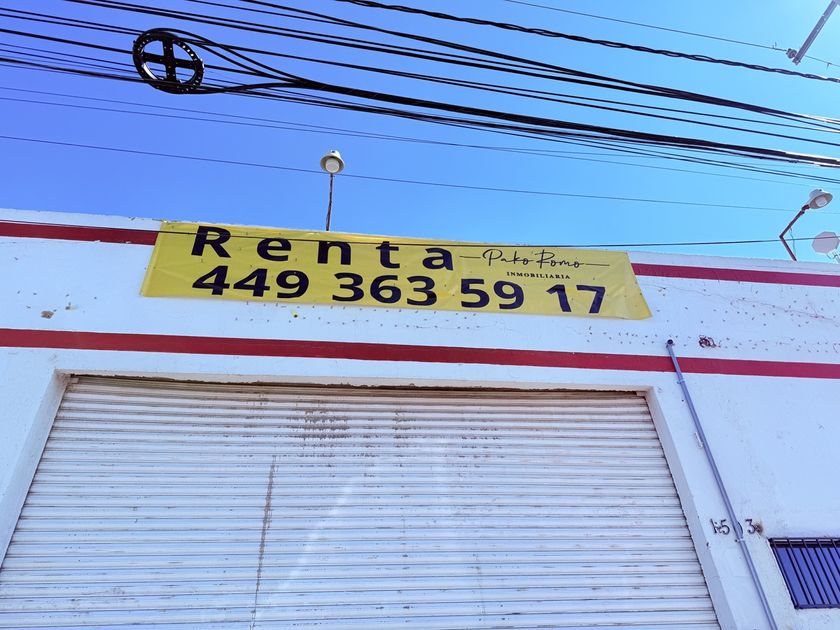 Renta
Pako Romo
INMOBILIARIA
449 363 59 17